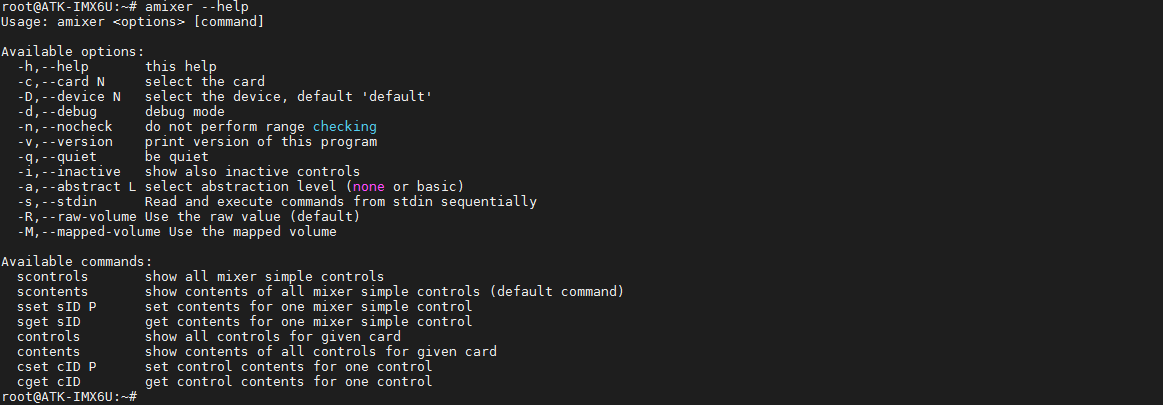 root@ATK-IMX6U:~# amixer --help
Usage: amixer <options> [command]

Available options:
  -h,--help       this help
  -c,--card N     select the card
  -D,--device N   select the device, default 'default'
  -d,--debug      debug mode
  -n,--nocheck    do not perform range checking
  -v,--version    print version of this program
  -q,--quiet      be quiet
  -i,--inactive   show also inactive controls
  -a,--abstract L select abstraction level (none or basic)
  -s,--stdin      Read and execute commands from stdin sequentially
  -R,--raw-volume Use the raw value (default)
  -M,--mapped-volume Use the mapped volume

Available commands:
  scontrols       show all mixer simple controls
  scontents       show contents of all mixer simple controls (default command)
  sset sID P      set contents for one mixer simple control
  sget sID        get contents for one mixer simple control
  controls        show all controls for given card
  contents        show contents of all controls for given card
  cset cID P      set control contents for one control
  cget cID        get control contents for one control
root@ATK-IMX6U:~#